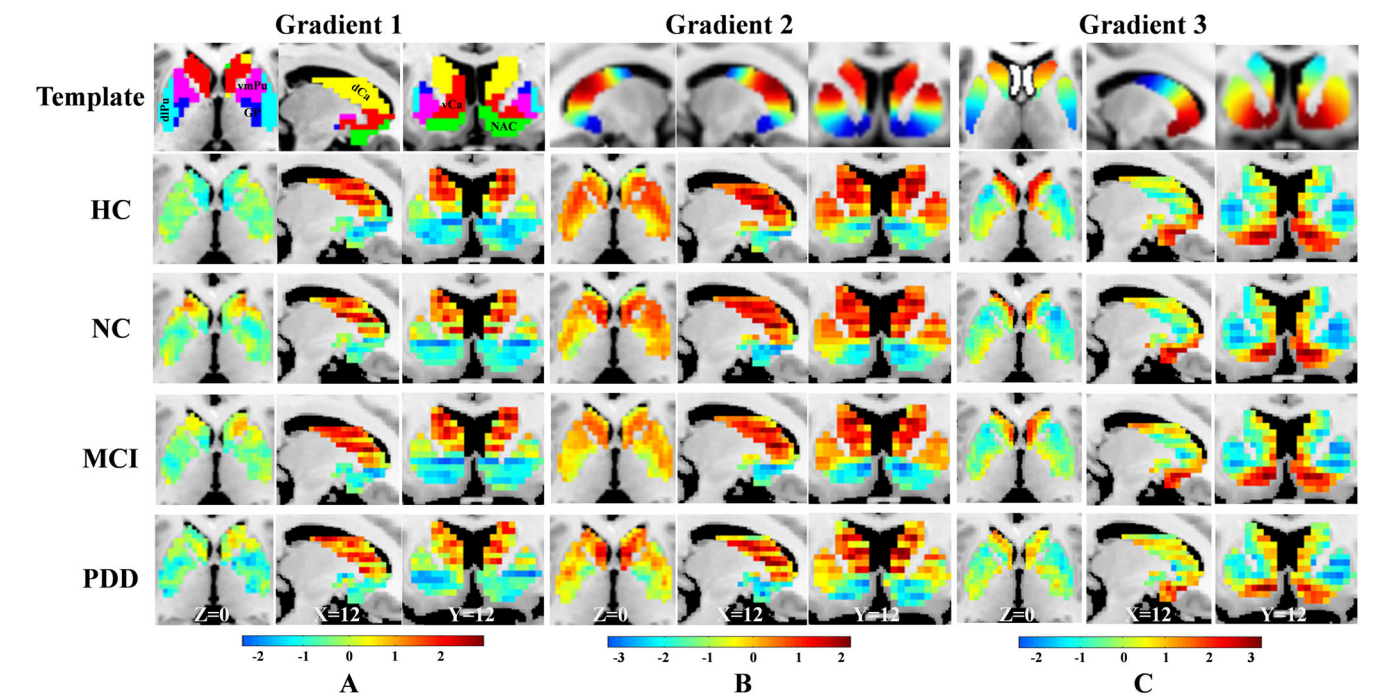 Gradient 1 Gradient 2 Gradient 3
Template
dlPu vmPu GP dCa vCa NAC
HC
NC
MCI
PDD
Z=0 X=12 Y=12 Z=0 X=12 Y=12 Z=0 X=12 Y=12
-2 -1 0 1 2 -3 -2 -1 0 1 2 -2 -1 0 1 2 3
A B C